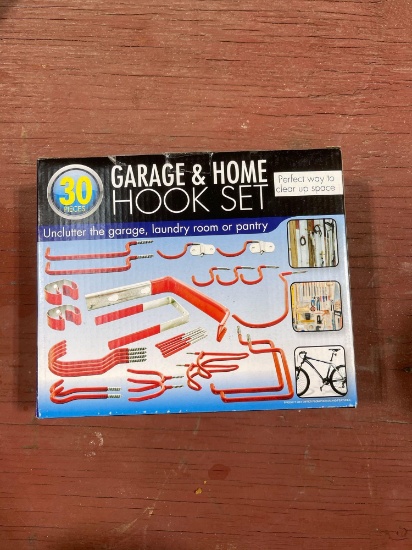 30
PIECES
GARAGE & HOME
HOOK SET
Perfect way to
clear up space
Unclutter the garage, laundry room or pantry